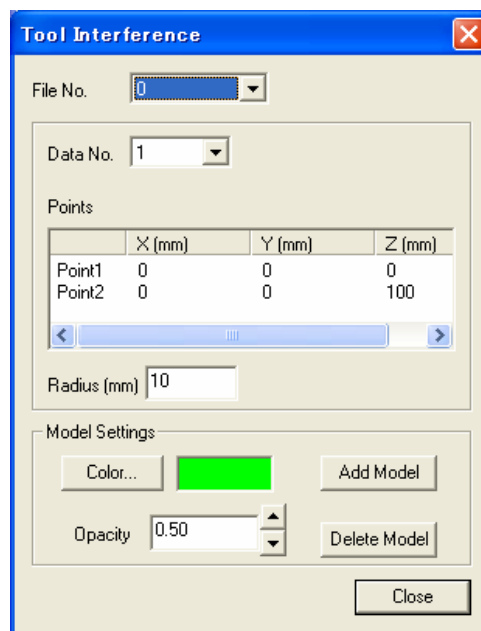 Tool Interference
File No. 0
Data No. 1
Points
X (mm) Y (mm) Z (mm)
Point1 0 0 0
Point2 0 0 100
Radius (mm) 10
Model Settings
Color... Add Model
Opacity 0.50 Delete Model
Close